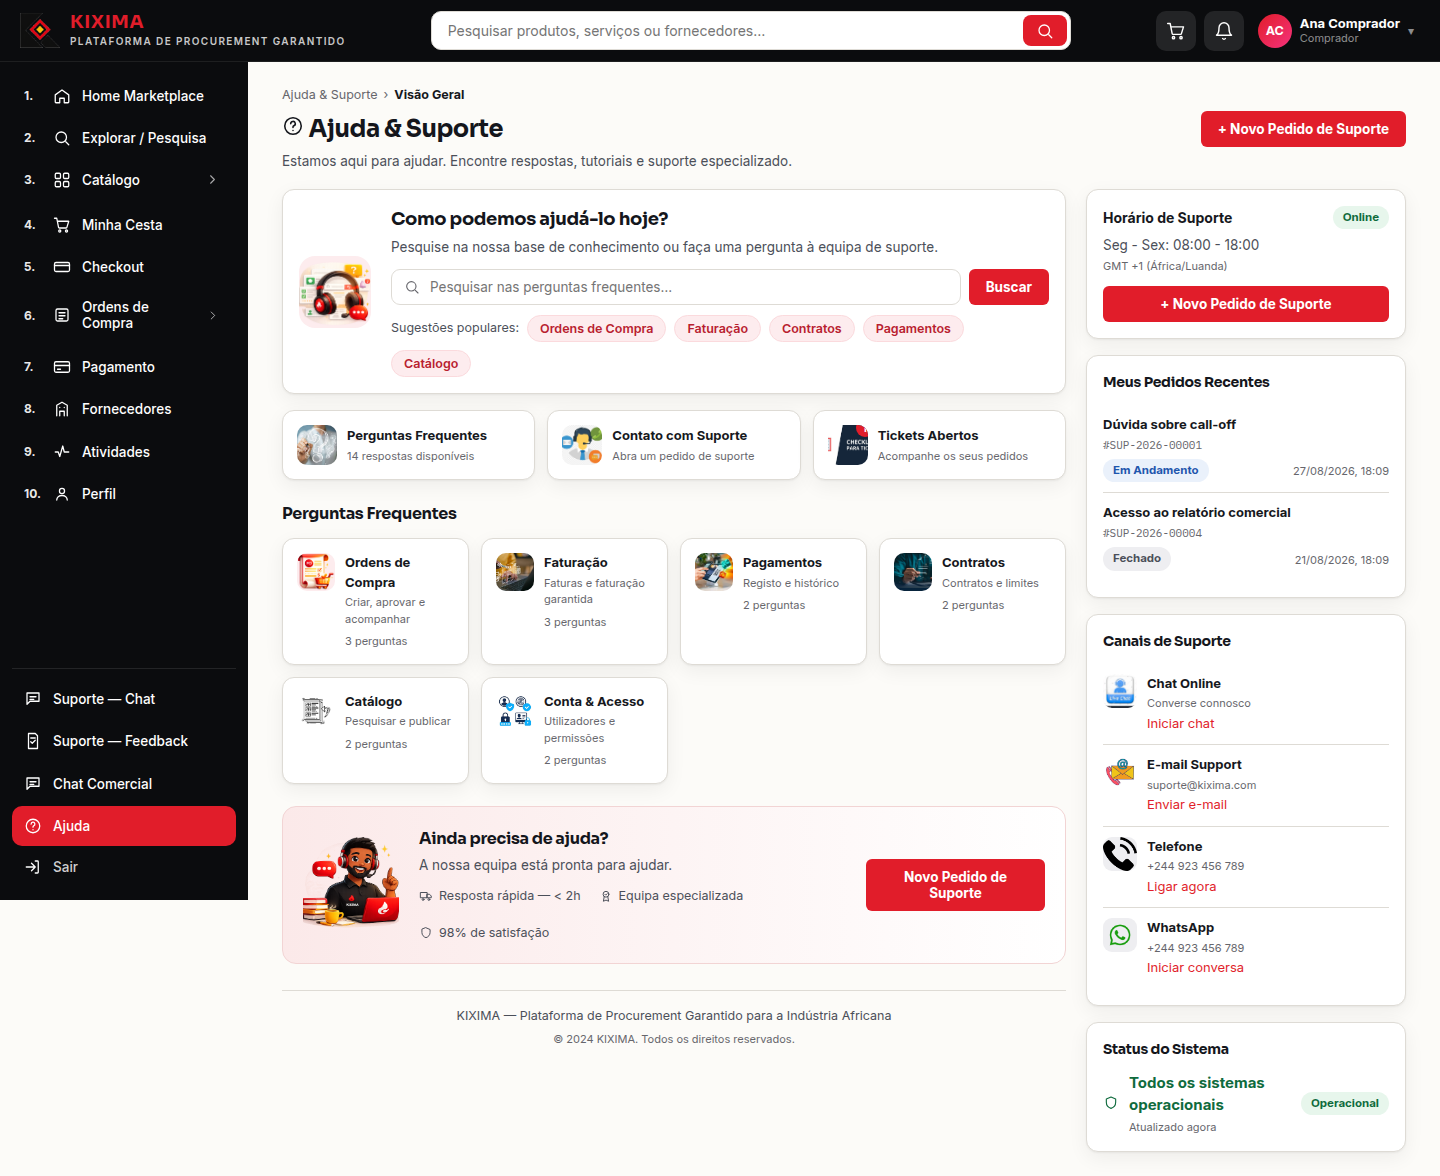 KIXIMA
PLATAFORMA DE PROCUREMENT GARANTIDO
Pesquisar produtos, serviços ou fornecedores...
AC
Ana Comprador
Comprador
1. Home Marketplace
2. Explorar / Pesquisa
3. Catálogo
4. Minha Cesta
5. Checkout
6. Ordens de
Compra
7. Pagamento
8. Fornecedores
9. Atividades
10. Perfil
Suporte — Chat
Suporte — Feedback
Chat Comercial
Ajuda
Sair
Ajuda & Suporte › Visão Geral
Ajuda & Suporte
Estamos aqui para ajudar. Encontre respostas, tutoriais e suporte especializado.
+ Novo Pedido de Suporte
Como podemos ajudá-lo hoje?
Pesquise na nossa base de conhecimento ou faça uma pergunta à equipa de suporte.
Pesquisar nas perguntas frequentes...
Buscar
Sugestões populares: Ordens de Compra Faturação Contratos Pagamentos
Catálogo
Perguntas Frequentes
14 respostas disponíveis
Contato com Suporte
Abra um pedido de suporte
Tickets Abertos
Acompanhe os seus pedidos
Perguntas Frequentes
Ordens de
Compra
Criar, aprovar e
acompanhar
3 perguntas
Faturação
Faturas e faturação
garantida
3 perguntas
Pagamentos
Registo e histórico
2 perguntas
Contratos
Contratos e limites
2 perguntas
Catálogo
Pesquisar e publicar
2 perguntas
Conta & Acesso
Utilizadores e
permissões
2 perguntas
Ainda precisa de ajuda?
A nossa equipa está pronta para ajudar.
Resposta rápida — < 2h
Equipa especializada
98% de satisfação
Novo Pedido de
Suporte
KIXIMA — Plataforma de Procurement Garantido para a Indústria Africana
© 2024 KIXIMA. Todos os direitos reservados.
Horário de Suporte
Online
Seg - Sex: 08:00 - 18:00
GMT +1 (África/Luanda)
+ Novo Pedido de Suporte
Meus Pedidos Recentes
Dúvida sobre call-off
#SUP-2026-00001
Em Andamento
27/08/2026, 18:09
Acesso ao relatório comercial
#SUP-2026-00004
Fechado
21/08/2026, 18:09
Canais de Suporte
Chat Online
Converse connosco
Iniciar chat
E-mail Support
suporte@kixima.com
Enviar e-mail
Telefone
+244 923 456 789
Ligar agora
WhatsApp
+244 923 456 789
Iniciar conversa
Status do Sistema
Todos os sistemas
operacionais
Operacional
Atualizado agora